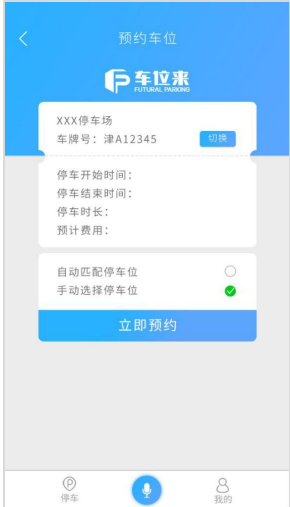 预约车位
车位来
FUTURAL PARKING
XXX停车场
车牌号：津A12345
切换
停车开始时间：
停车结束时间：
停车时长：
预计费用：
自动匹配停车位
手动选择停车位
立即预约
停车
我的